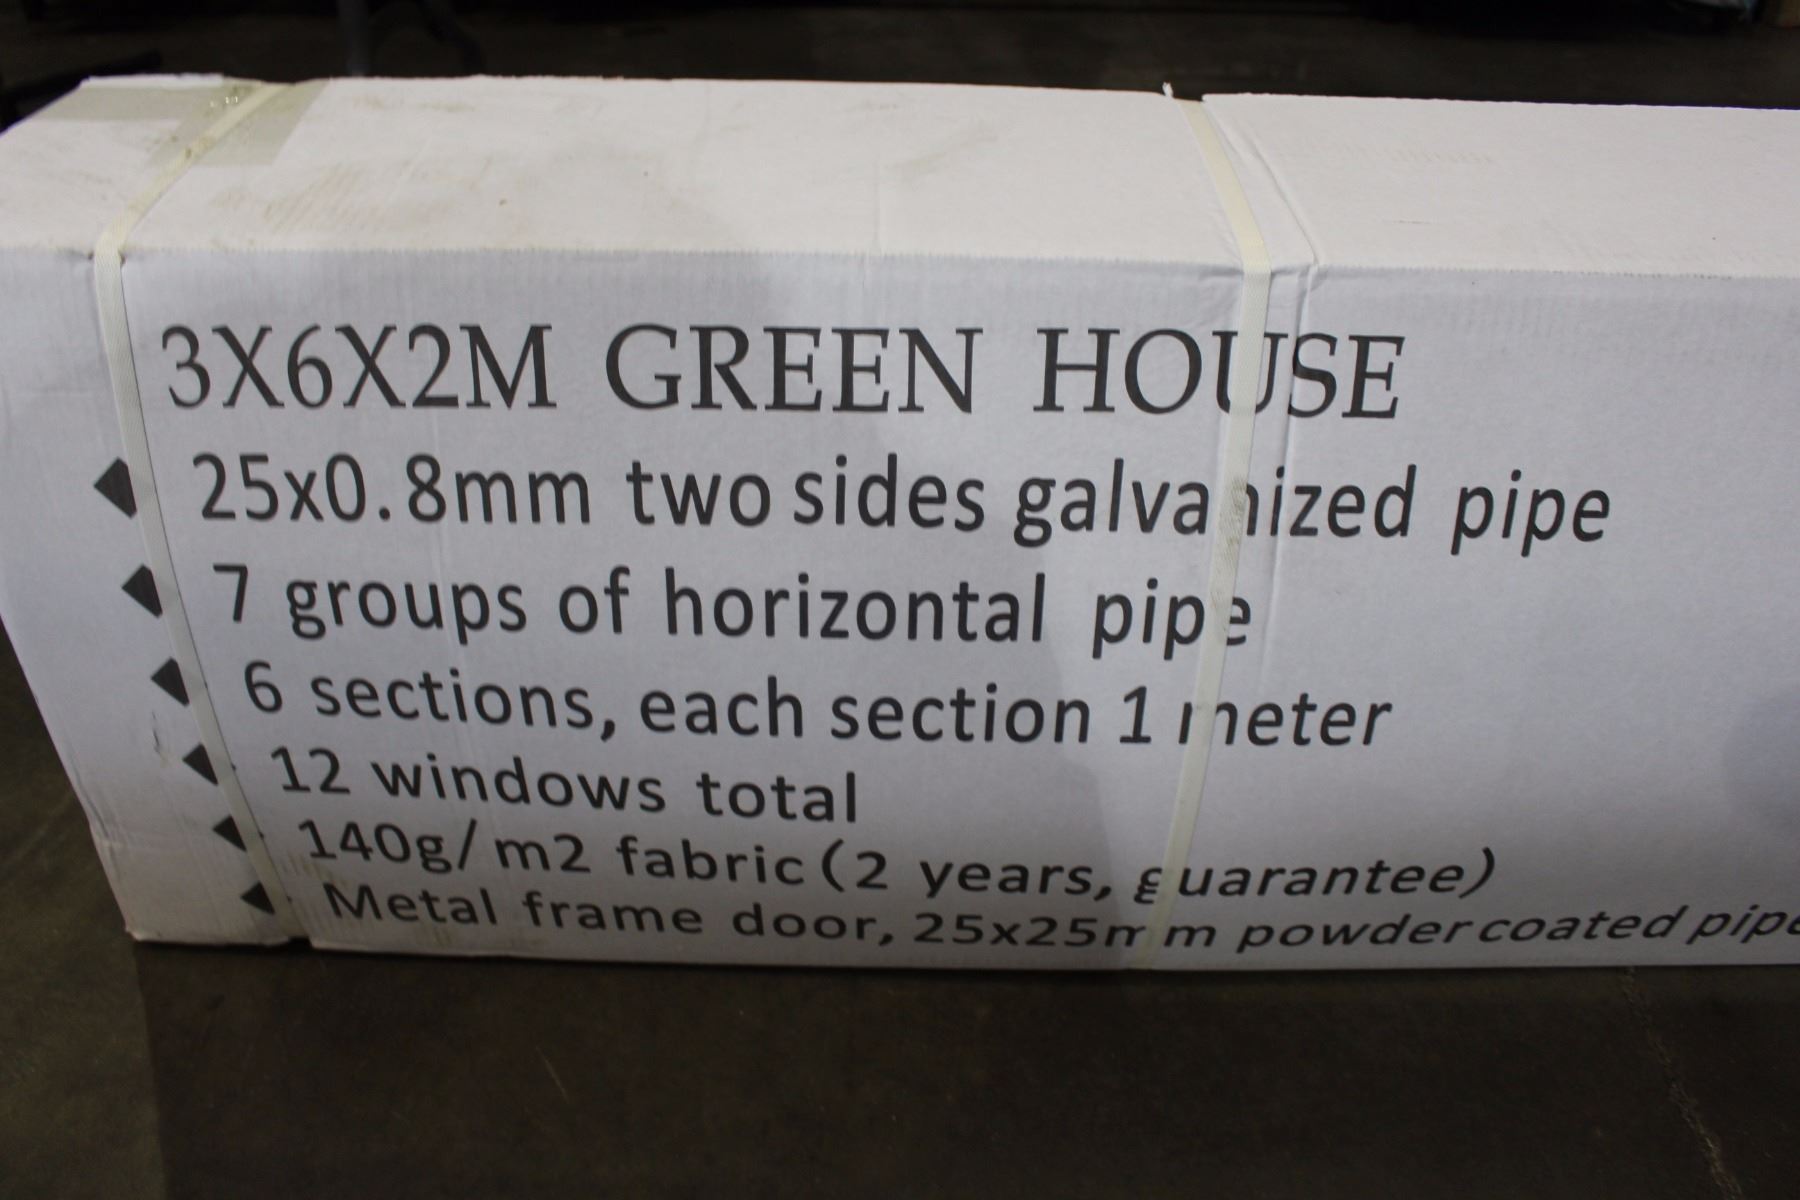 3X6X2M GREEN HOUSE
◆ 25x0.8mm two sides galvanized pipe
◆ 7 groups of horizontal pipe
◆ 6 sections, each section 1 meter
◆ 12 windows total
◆ 140g/m2 fabric(2 years, guarantee)
◆ Metal frame door, 25x25mm powder coated pipe